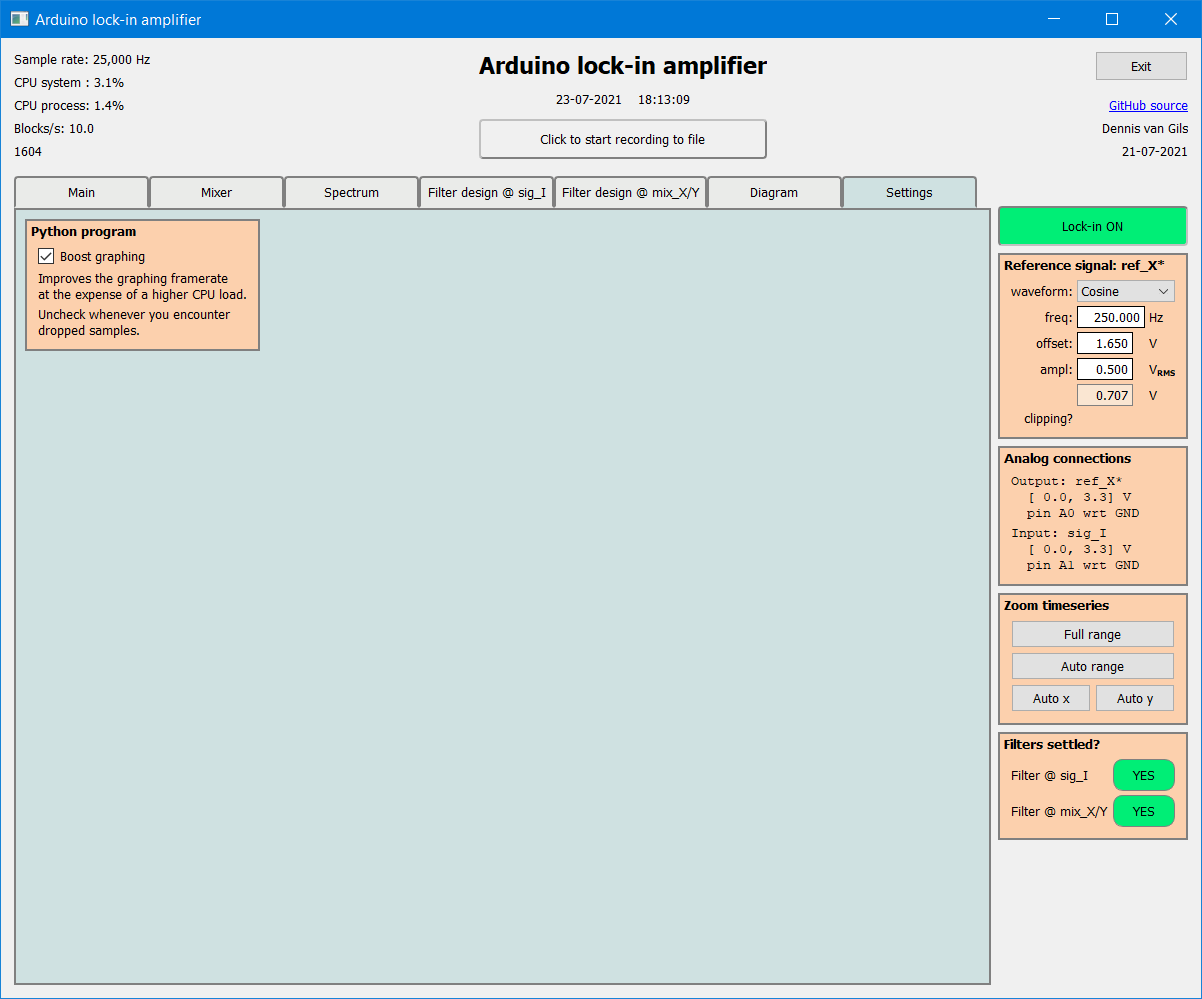 Arduino lock-in amplifier
Sample rate: 25,000 Hz
CPU system : 3.1%
CPU process: 1.4%
Blocks/s: 10.0
1604
Arduino lock-in amplifier
23-07-2021 18:13:09
Click to start recording to file
Exit
GitHub source
Dennis van Gils
21-07-2021
Main Mixer Spectrum Filter design @ sig_I Filter design @ mix_X/Y Diagram Settings
Python program
Boost graphing
Improves the graphing framerate
at the expense of a higher CPU load.
Uncheck whenever you encounter
dropped samples.
Lock-in ON
Reference signal: ref_X*
waveform: Cosine
freq: 250.000 Hz
offset: 1.650 V
ampl: 0.500 VRMS
0.707 V
clipping?
Analog connections
Output: ref_X*
[ 0.0, 3.3] V
pin A0 wrt GND
Input: sig_I
[ 0.0, 3.3] V
pin A1 wrt GND
Zoom timeseries
Full range
Auto range
Auto x Auto y
Filters settled?
Filter @ sig_I YES
Filter @ mix_X/Y YES